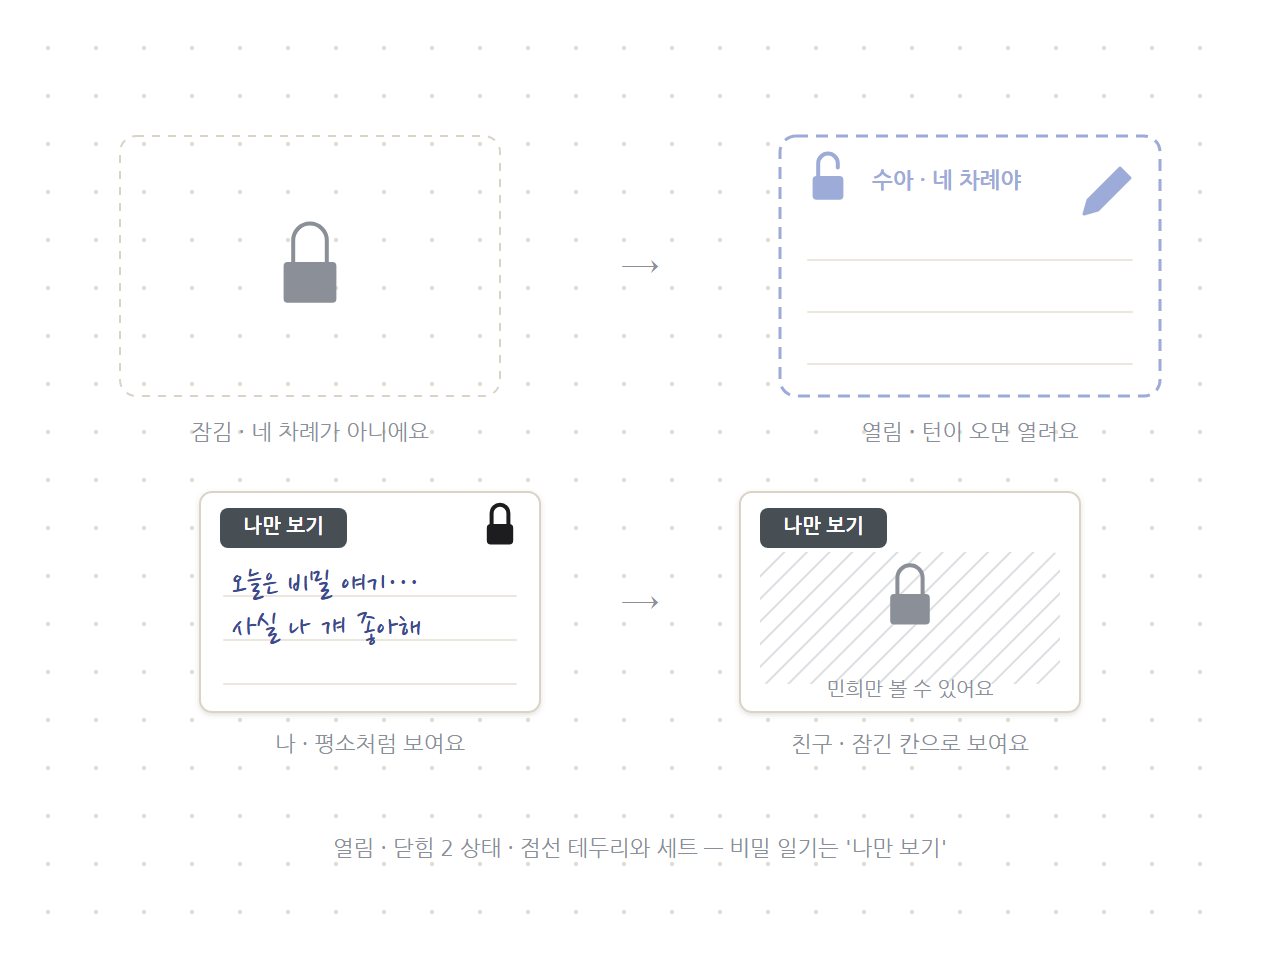 수아 · 네 차례야
→
잠김 · 네 차례가 아니에요
열림 · 턴이 오면 열려요
나만 보기
오늘은 비밀 얘기···
사실 나 걔 좋아해
→
나만 보기
민희만 볼 수 있어요
나 · 평소처럼 보여요
친구 · 잠긴 칸으로 보여요
열림 · 닫힘 2 상태 · 점선 테두리와 세트 — 비밀 일기는 '나만 보기'